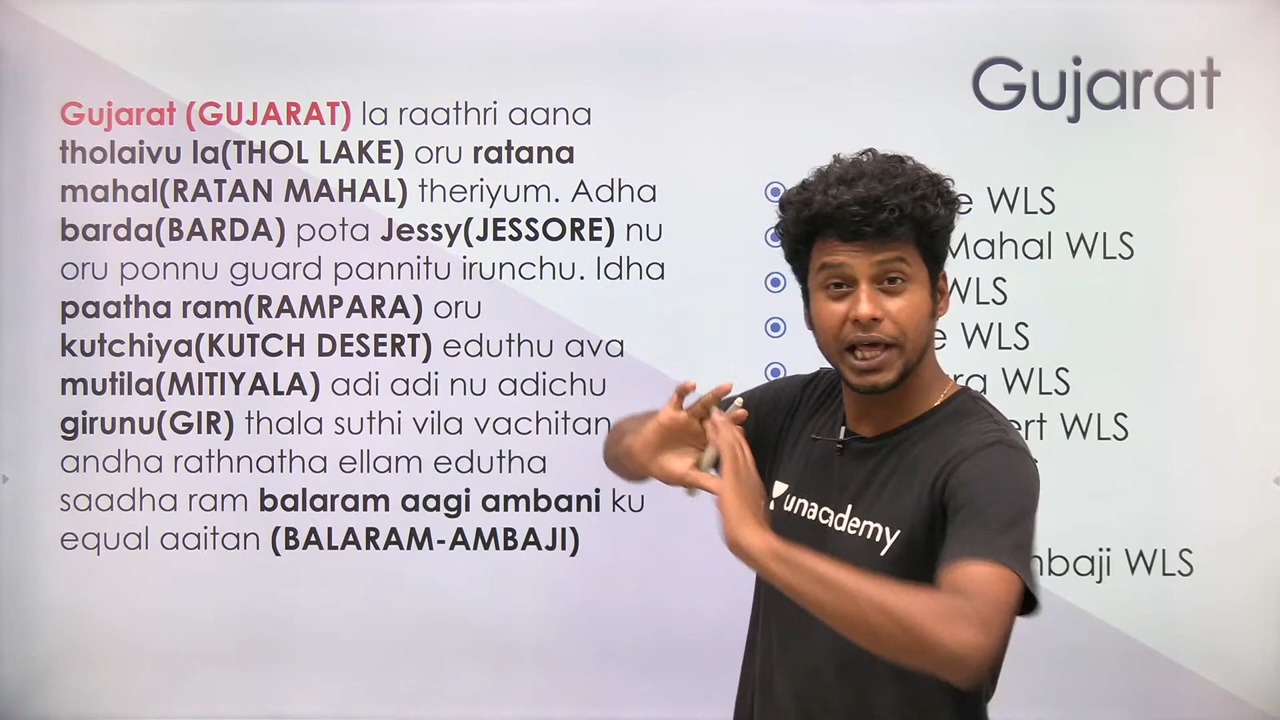 Gujarat
Gujarat (GUJARAT) la raathri aana
tholaivu la(THOL LAKE) oru ratana
mahal(RATAN MAHAL) theriyum. Adha
barda(BARDA) pota Jessy(JESSORE) nu
oru ponnu guard pannitu irunchu. Idha
paatha ram(RAMPARA) oru
kutchiya(KUTCH DESERT) eduthu ava
mutila(MITIYALA) adi adi nu adichu
girunu(GIR) thala suthi vila vachitan
andha rathnatha ellam edutha
saadha ram balaram aagi ambani ku
equal aaitan (BALARAM-AMBAJI)
WLS
Mahal WLS
WLS
WLS
WLS
WLS
WLS
unacademy